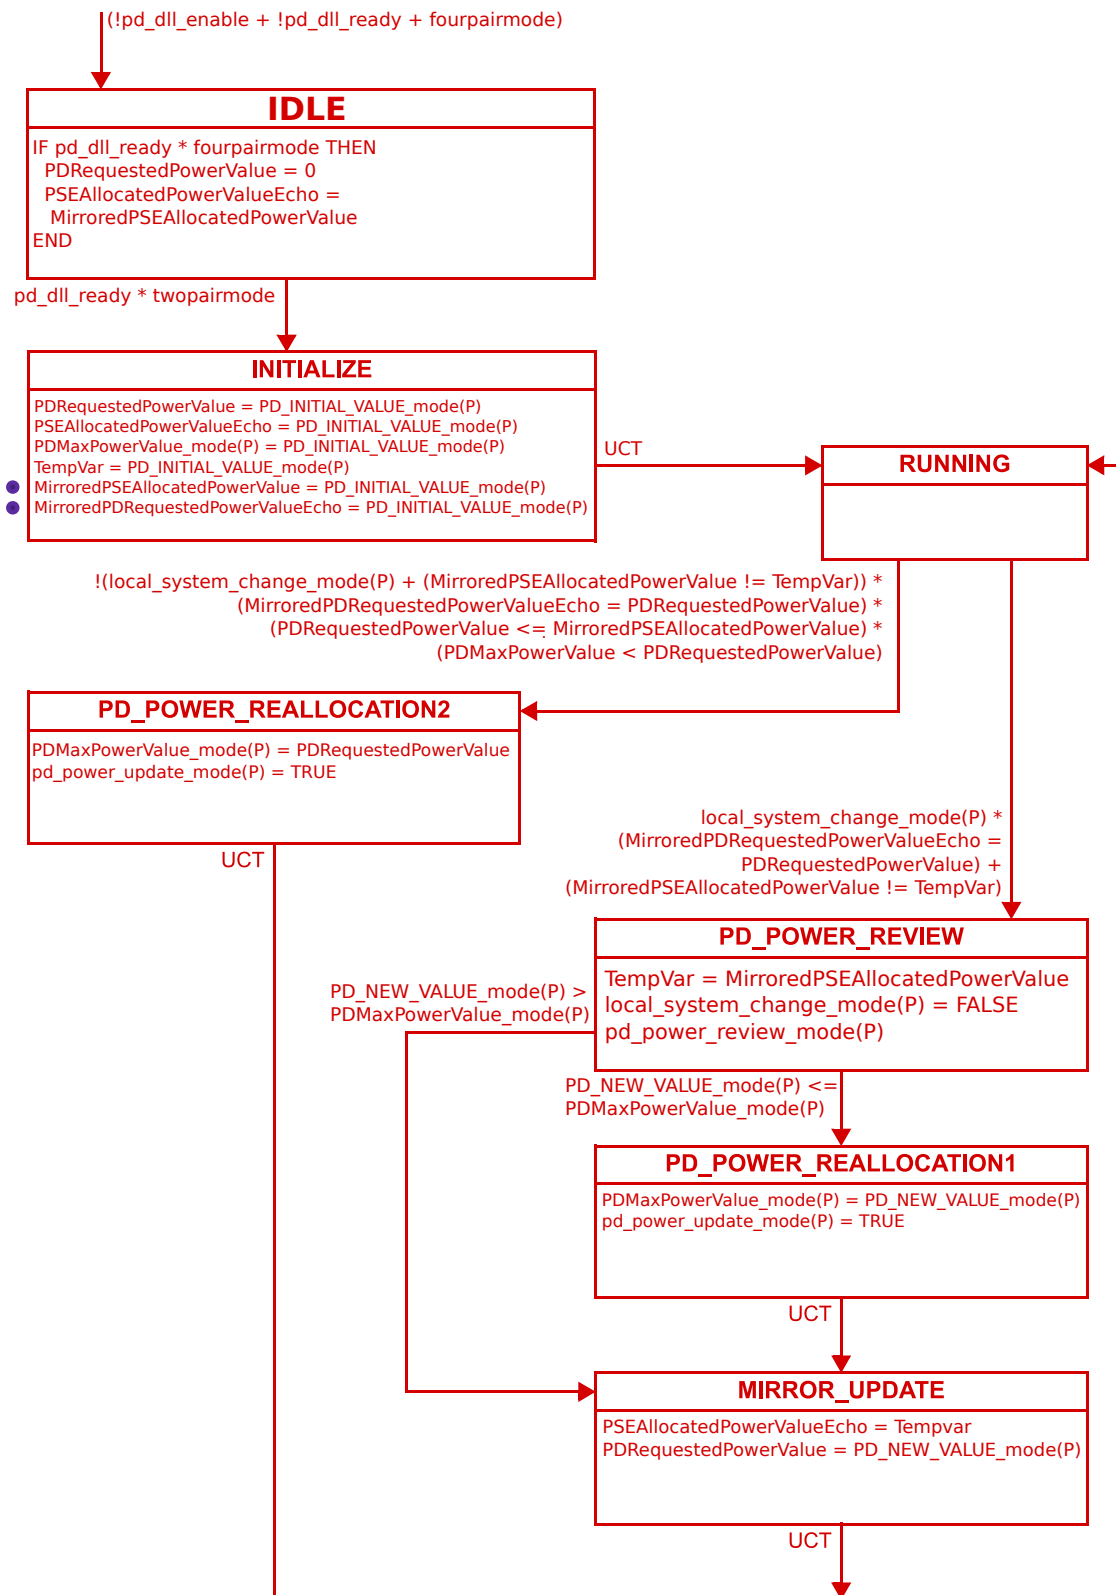 (!pd_dll_enable + !pd_dll_ready + fourpairmode)
IDLE
IF pd_dll_ready * fourpairmode THEN
PDRequestedPowerValue = 0
PSEAllocatedPowerValueEcho =
MirroredPSEAllocatedPowerValue
END
pd_dll_ready * twopairmode
INITIALIZE
PDRequestedPowerValue = PD_INITIAL_VALUE_mode(P)
PSEAllocatedPowerValueEcho = PD_INITIAL_VALUE_mode(P)
PDMaxPowerValue_mode(P) = PD_INITIAL_VALUE_mode(P)
TempVar = PD_INITIAL_VALUE_mode(P)
MirroredPSEAllocatedPowerValue = PD_INITIAL_VALUE_mode(P)
MirroredPDRequestedPowerValueEcho = PD_INITIAL_VALUE_mode(P)
UCT
RUNNING
!(local_system_change_mode(P) + (MirroredPSEAllocatedPowerValue != TempVar)) *
(MirroredPDRequestedPowerValueEcho = PDRequestedPowerValue) *
(PDRequestedPowerValue <= MirroredPSEAllocatedPowerValue) *
(PDMaxPowerValue < PDRequestedPowerValue)
PD_POWER_REALLOCATION2
PDMaxPowerValue_mode(P) = PDRequestedPowerValue
pd_power_update_mode(P) = TRUE
UCT
local_system_change_mode(P) *
(MirroredPDRequestedPowerValueEcho =
PDRequestedPowerValue) +
(MirroredPSEAllocatedPowerValue != TempVar)
PD_POWER_REVIEW
TempVar = MirroredPSEAllocatedPowerValue
local_system_change_mode(P) = FALSE
pd_power_review_mode(P)
PD_NEW_VALUE_mode(P) >
PDMaxPowerValue_mode(P)
PD_NEW_VALUE_mode(P) <=
PDMaxPowerValue_mode(P)
PD_POWER_REALLOCATION1
PDMaxPowerValue_mode(P) = PD_NEW_VALUE_mode(P)
pd_power_update_mode(P) = TRUE
UCT
MIRROR_UPDATE
PSEAllocatedPowerValueEcho = Tempvar
PDRequestedPowerValue = PD_NEW_VALUE_mode(P)
UCT